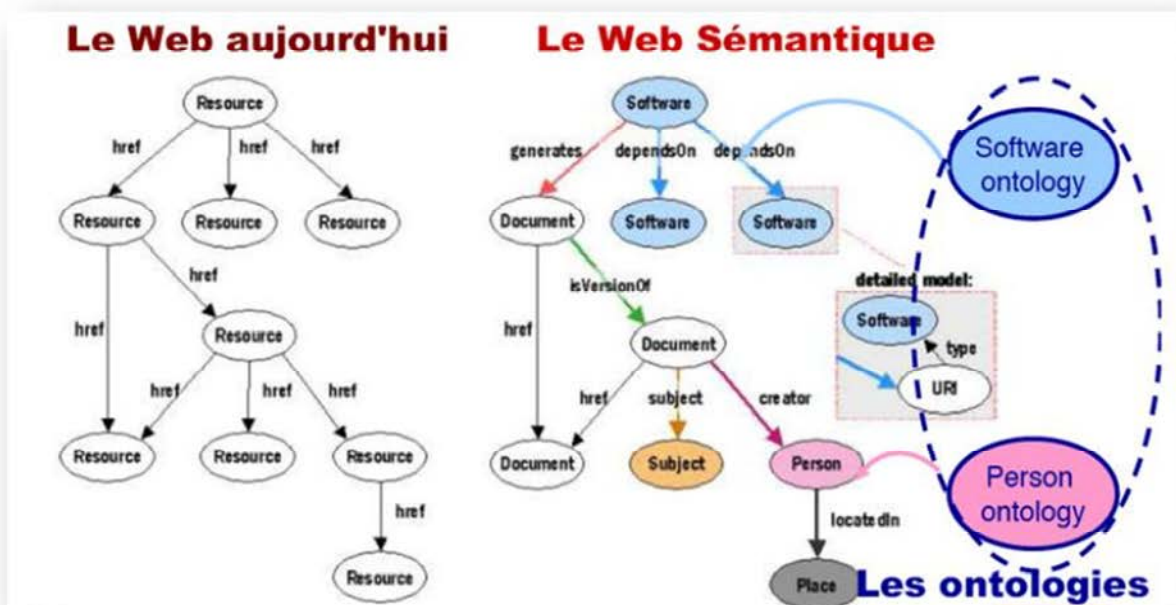 Le Web aujourd'hui
Resource
href
href
href
Resource
Resource
Resource
href
href
Resource
href
href
href
Resource
Resource
Resource
href
Resource
Le Web Sémantique
Software
generates
dependsOn
dependsOn
Document
Software
Software
isVersionOf
href
Document
href
subject
creator
Document
Subject
Person
locatedIn
Place
detailed model:
Software
type
URI
Software
ontology
Person
ontology
Les ontologies